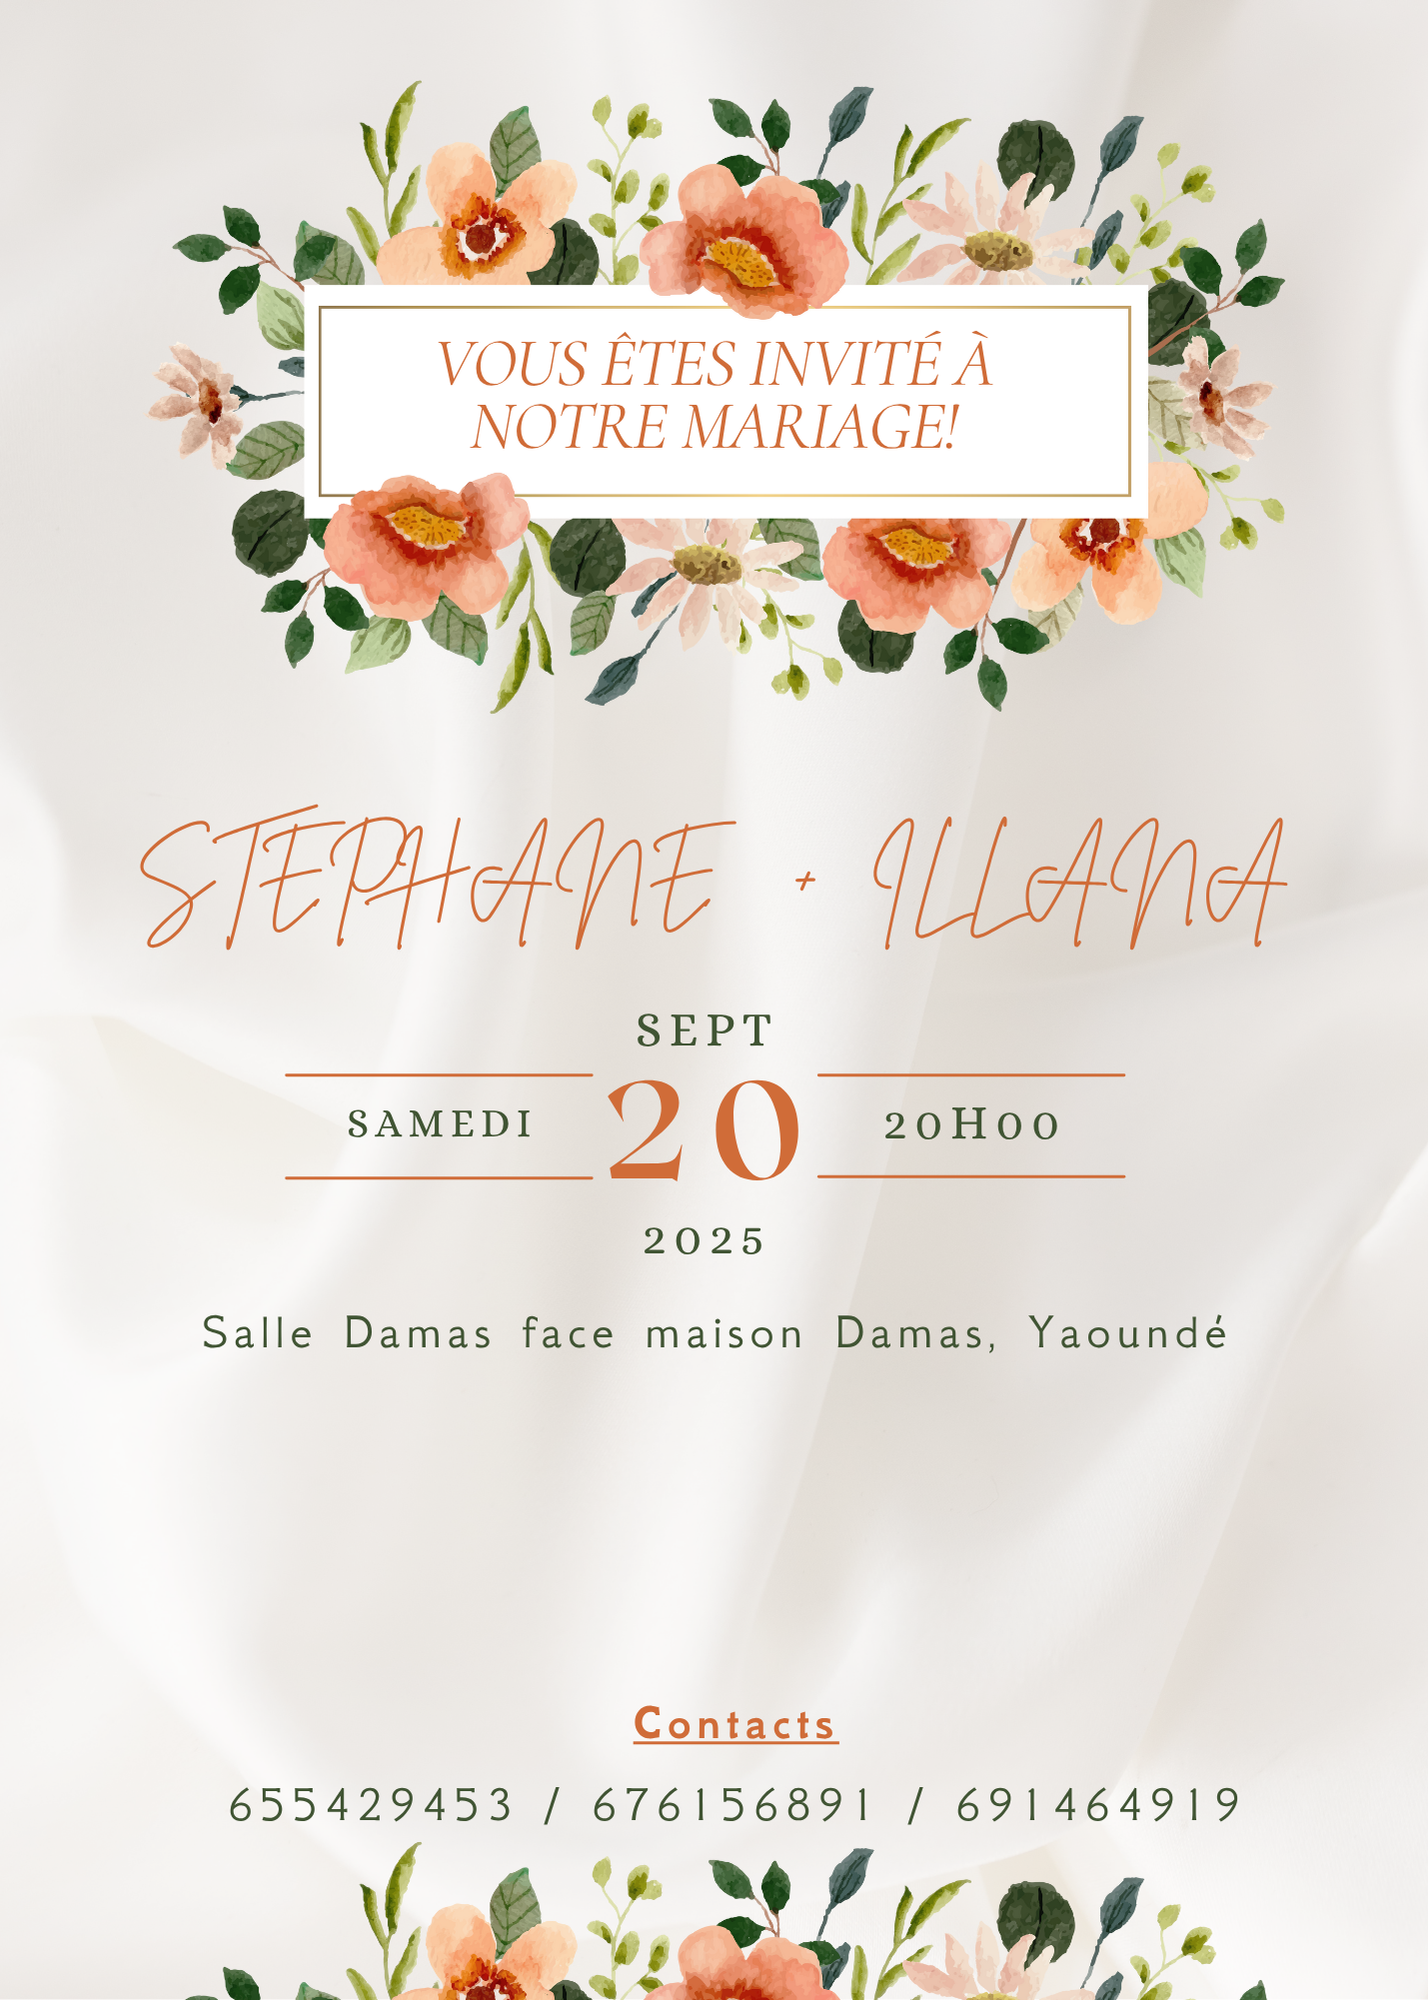 VOUS ÊTES INVITÉ À
NOTRE MARIAGE!
STEPHANE + ILLANA
SEPT
SAMEDI 20 20H00
2025
Salle Damas face maison Damas, Yaoundé
Contacts
655429453 / 676156891 / 691464919